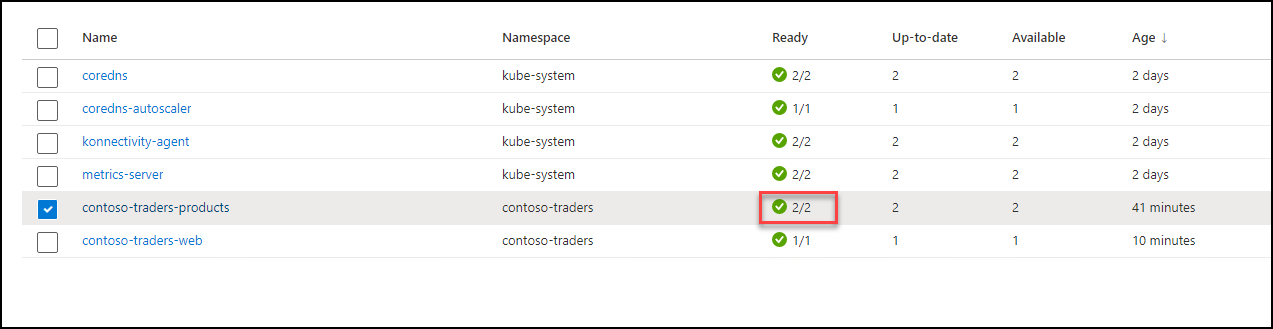 Name Namespace Ready Up-to-date Available Age ↓
coredns kube-system 2/2 2 2 2 days
coredns-autoscaler kube-system 1/1 1 1 2 days
konnectivity-agent kube-system 2/2 2 2 2 days
metrics-server kube-system 2/2 2 2 2 days
contoso-traders-products contoso-traders 2/2 2 2 41 minutes
contoso-traders-web contoso-traders 1/1 1 1 10 minutes